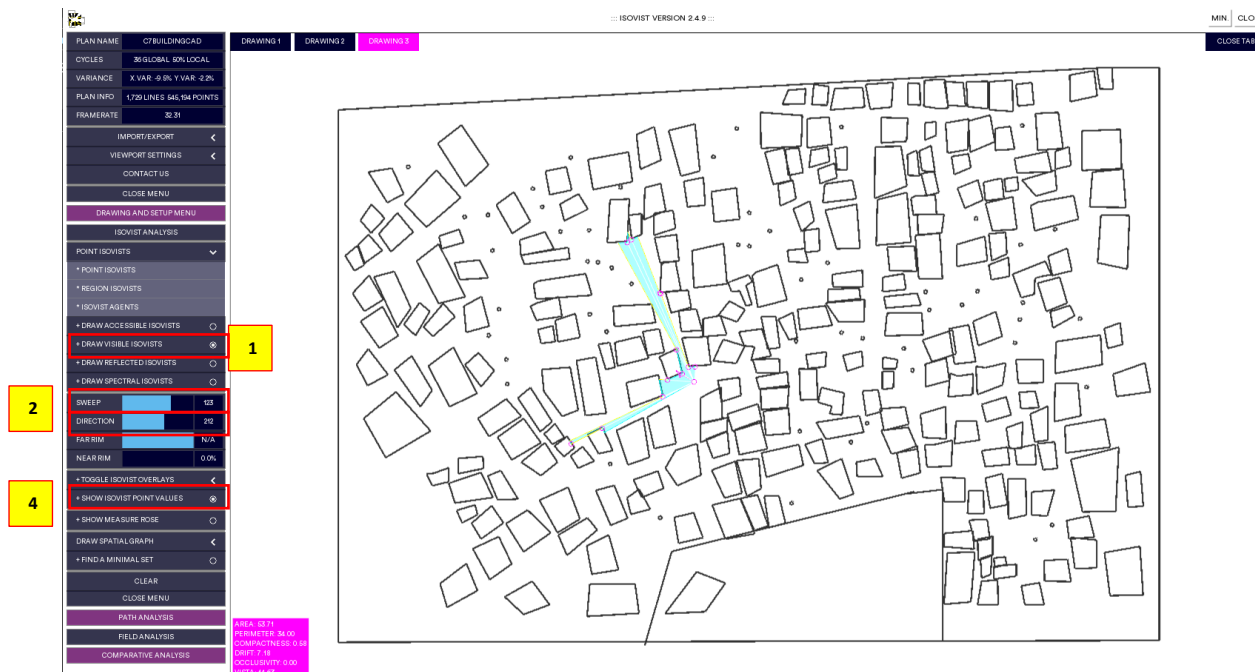 ::: ISOVIST VERSION 2.4.9 :::
MIN. CLO
PLAN NAME C7BUILDINGCAD
DRAWING 1 DRAWING 2 DRAWING 3
CLOSE TAB
CYCLES 36 GLOBAL 50% LOCAL
VARIANCE X.VAR: -9.5% Y.VAR: -2.2%
PLAN INFO 1,729 LINES 545,194 POINTS
FRAMERATE 32.31
IMPORT/EXPORT
VIEWPORT SETTINGS
CONTACT US
CLOSE MENU
DRAWING AND SETUP MENU
ISOVIST ANALYSIS
POINT ISOVISTS
* POINT ISOVISTS
* REGION ISOVISTS
* ISOVIST AGENTS
+ DRAW ACCESSIBLE ISOVISTS
+ DRAW VISIBLE ISOVISTS
1
+ DRAW REFLECTED ISOVISTS
+ DRAW SPECTRAL ISOVISTS
2
SWEEP 123
DIRECTION 212
FAR RIM N/A
NEAR RIM 0.0%
+ TOGGLE ISOVIST OVERLAYS
4
+ SHOW ISOVIST POINT VALUES
+ SHOW MEASURE ROSE
DRAW SPATIAL GRAPH
+ FIND A MINIMAL SET
CLEAR
CLOSE MENU
PATH ANALYSIS
FIELD ANALYSIS
COMPARATIVE ANALYSIS
AREA: 53.71
PERIMETER: 34.00
COMPACTNESS: 0.58
DRIFT: 7.18
OCCLUSIVITY: 0.00